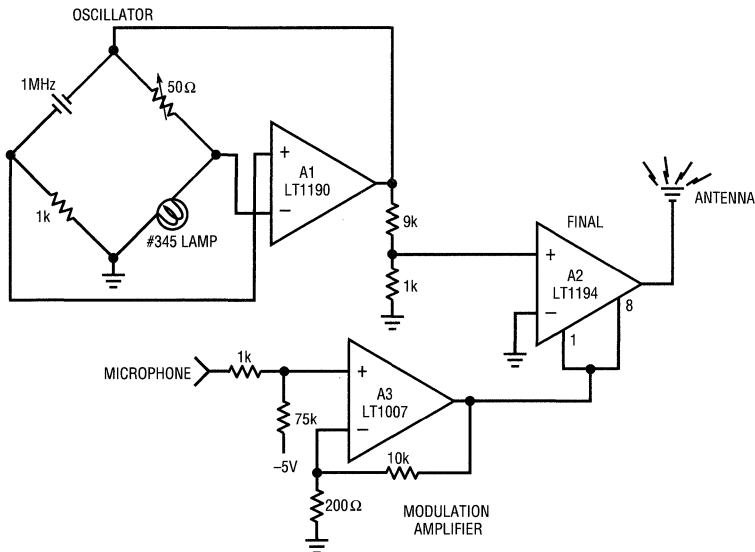 OSCILLATOR
1MHz
50Ω
+
A1
LT1190
−
1k
#345 LAMP
9k
1k
FINAL
+
A2
LT1194
−
1
8
ANTENNA
MICROPHONE
1k
75k
−5V
+
A3
LT1007
−
10k
200Ω
MODULATION
AMPLIFIER